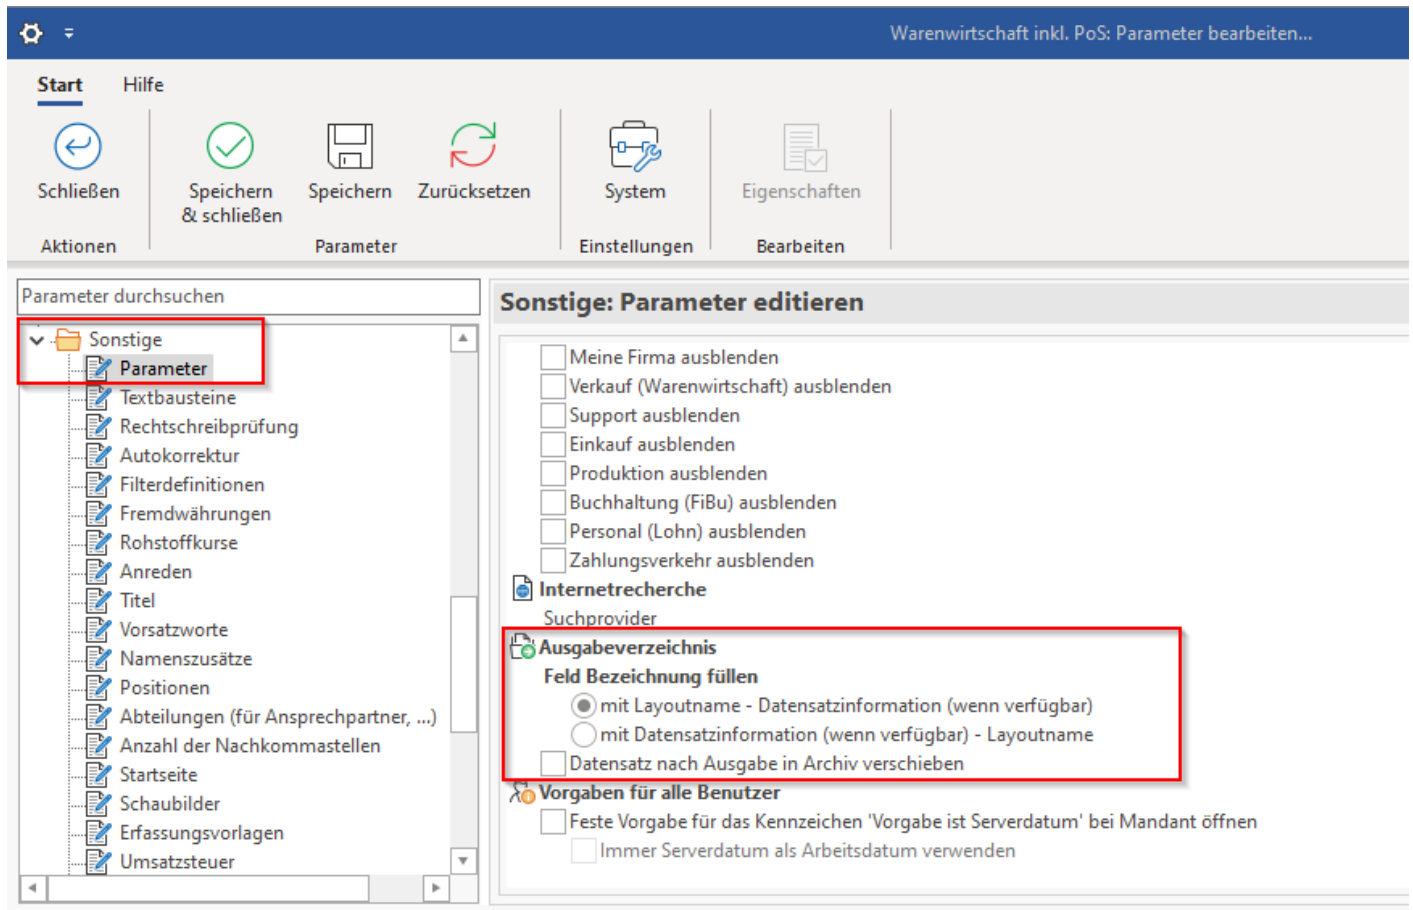 Warenwirtschaft inkl. PoS: Parameter bearbeiten...
Start Hilfe
Schließen
Speichern
& schließen
Speichern
Zurücksetzen
System
Eigenschaften
Aktionen
Parameter
Einstellungen
Bearbeiten
Parameter durchsuchen
Sonstige
Parameter
Textbausteine
Rechtschreibprüfung
Autokorrektur
Filterdefinitionen
Fremdwährungen
Rohstoffkurse
Anreden
Titel
Vorsatzworte
Namenszusätze
Positionen
Abteilungen (für Ansprechpartner, ...)
Anzahl der Nachkommastellen
Startseite
Schaubilder
Erfassungsvorlagen
Umsatzsteuer
Sonstige: Parameter editieren
Meine Firma ausblenden
Verkauf (Warenwirtschaft) ausblenden
Support ausblenden
Einkauf ausblenden
Produktion ausblenden
Buchhaltung (FiBu) ausblenden
Personal (Lohn) ausblenden
Zahlungsverkehr ausblenden
Internetrecherche
Suchprovider
Ausgabeverzeichnis
Feld Bezeichnung füllen
mit Layoutname - Datensatzinformation (wenn verfügbar)
mit Datensatzinformation (wenn verfügbar) - Layoutname
Datensatz nach Ausgabe in Archiv verschieben
Vorgaben für alle Benutzer
Feste Vorgabe für das Kennzeichen 'Vorgabe ist Serverdatum' bei Mandant öffnen
Immer Serverdatum als Arbeitsdatum verwenden